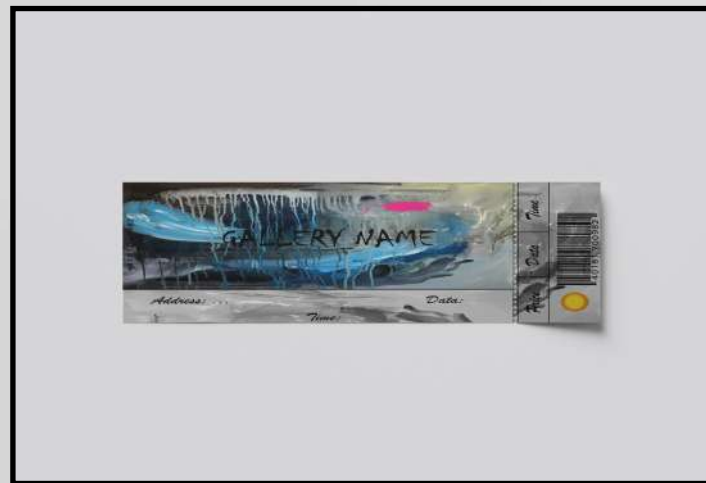 GALLERY NAME
Address: ...
Data:
Time:
Time
Data